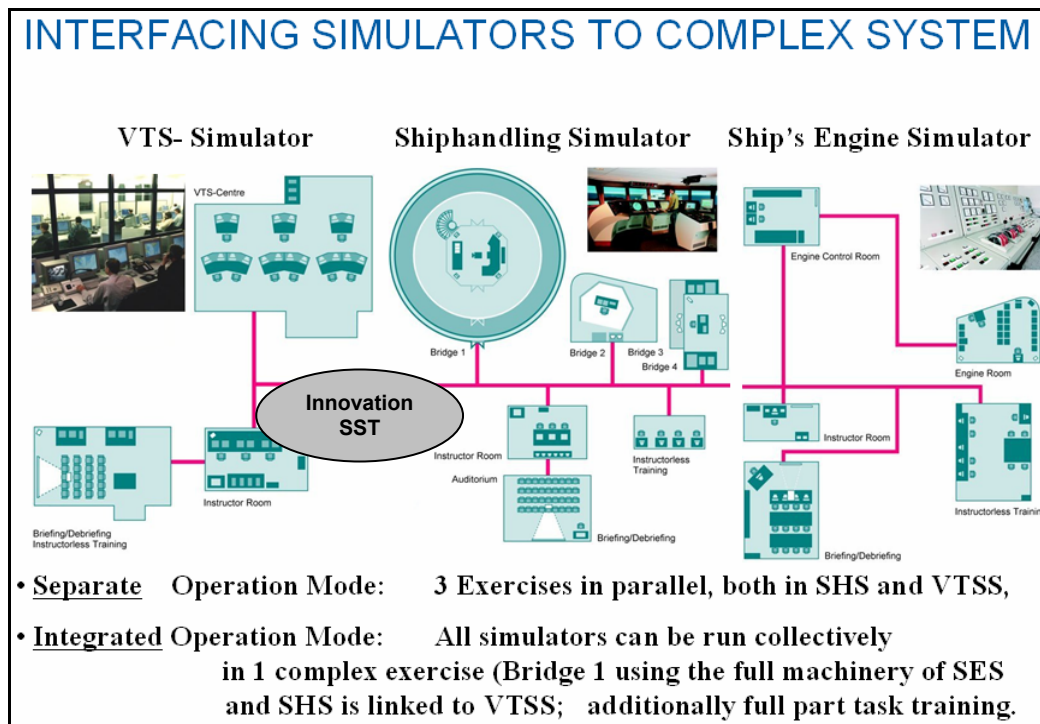 INTERFACING SIMULATORS TO COMPLEX SYSTEM
VTS- Simulator
Shiphandling Simulator
Ship's Engine Simulator
VTS-Centre
Engine Control Room
Bridge 1
Bridge 2
Bridge 3
Bridge 4
Engine Room
Innovation
SST
Instructor Room
Instructor Room
Instructorless
Training
Auditorium
Instructor Room
Instructorless Trainin
Briefing/Debriefing
Instructorless Training
Briefing/Debriefing
Briefing/Debriefing
• Separate Operation Mode: 3 Exercises in parallel, both in SHS and VTSS,
• Integrated Operation Mode: All simulators can be run collectively
in 1 complex exercise (Bridge 1 using the full machinery of SES
and SHS is linked to VTSS; additionally full part task training.